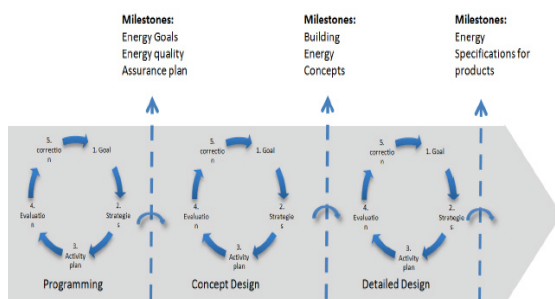 Milestones:
Energy Goals
Energy quality
Assurance plan
Milestones:
Building
Energy
Concepts
Milestones:
Energy
Specifications for
products
5.
correctio
n
1. Goal
2.
Strategie
s
3.
Activity
plan
4.
Evaluation
n
Programming
5.
correctio
n
1. Goal
2.
Strategie
s
3.
Activity
plan
4.
Evaluatio
n
Concept Design
5.
correctio
n
1. Goal
2.
Strategie
s
3.
Activity
plan
4.
Evaluatio
n
Detailed Design